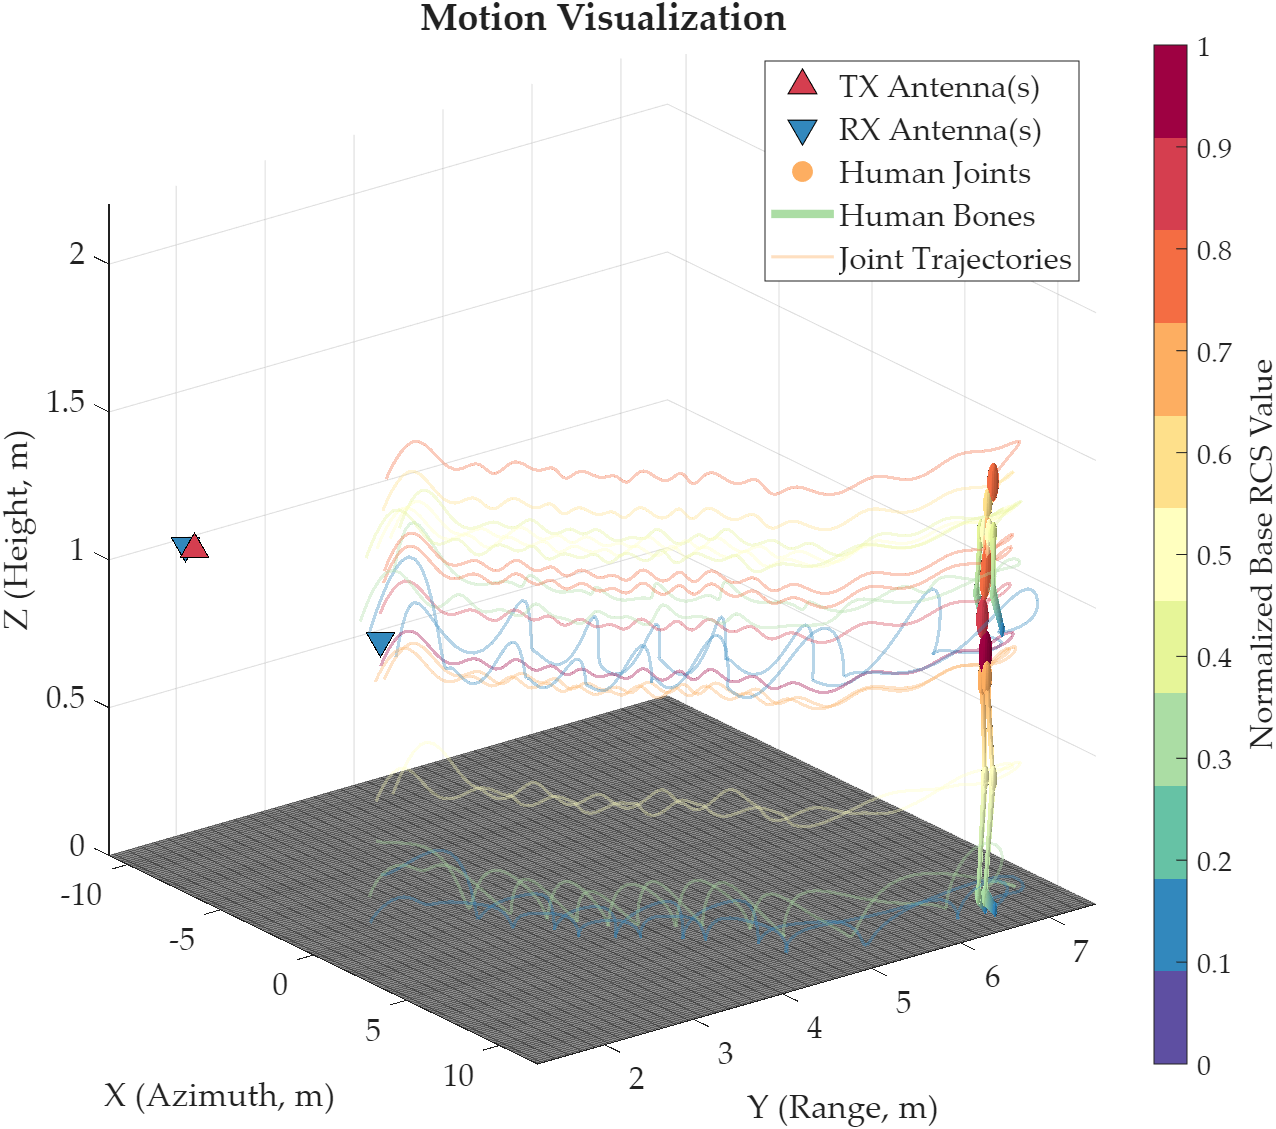 Motion Visualization
TX Antenna(s)
RX Antenna(s)
Human Joints
Human Bones
Joint Trajectories
Z (Height, m)
2
1.5
1
0.5
0
-10
-5
0
5
10
X (Azimuth, m)
2
3
4
5
6
7
Y (Range, m)
1
0.9
0.8
0.7
0.6
0.5
0.4
0.3
0.2
0.1
0
Normalized Base RCS Value